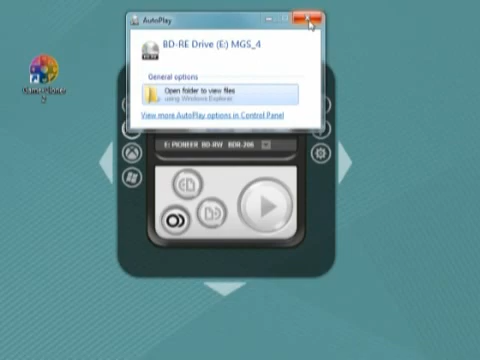 AutoPlay
BD-RE Drive (E:) MGS_4
General options
Open folder to view files
using Windows Explorer
View more AutoPlay options in Control Panel
E: PIONEER BD-RW BDR-206
2